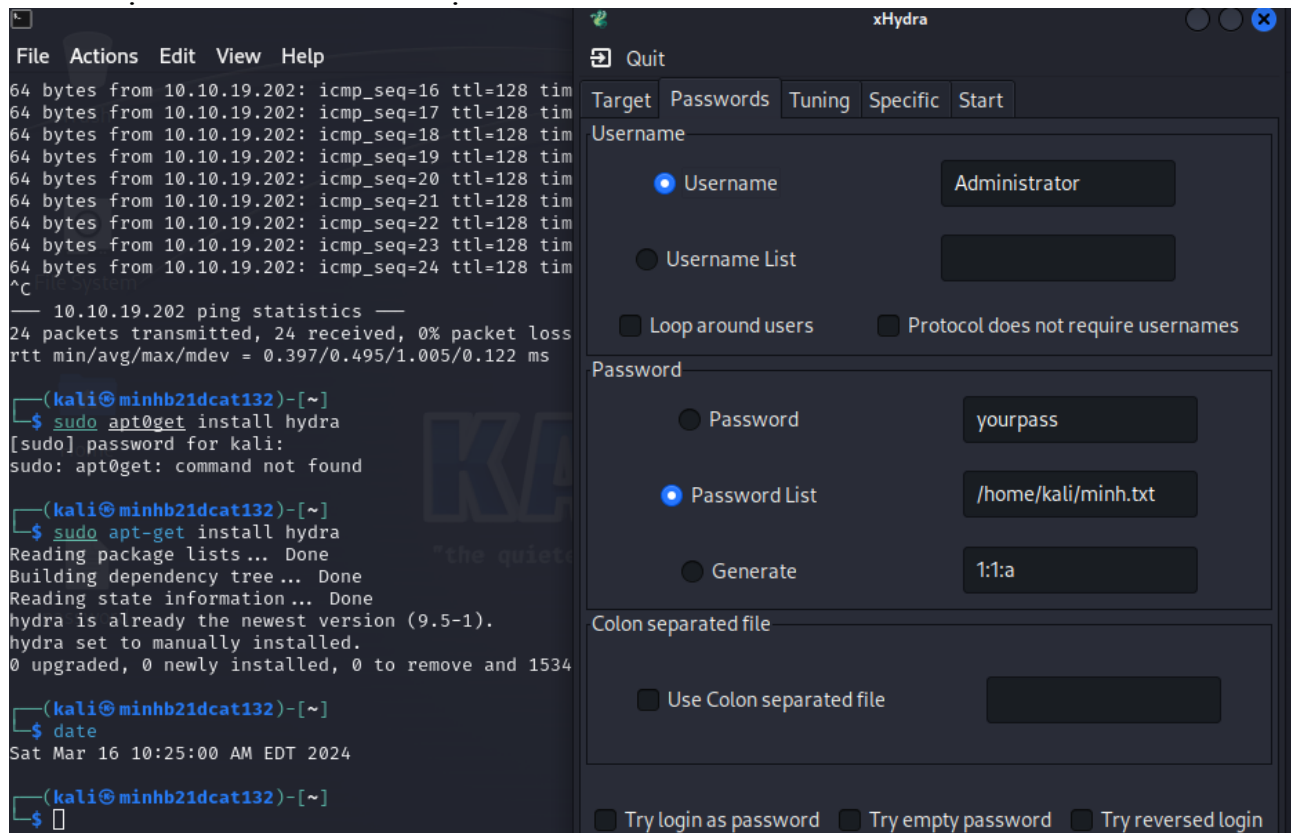 File Actions Edit View Help
64 bytes from 10.10.19.202: icmp_seq=16 ttl=128 tim
64 bytes from 10.10.19.202: icmp_seq=17 ttl=128 tim
64 bytes from 10.10.19.202: icmp_seq=18 ttl=128 tim
64 bytes from 10.10.19.202: icmp_seq=19 ttl=128 tim
64 bytes from 10.10.19.202: icmp_seq=20 ttl=128 tim
64 bytes from 10.10.19.202: icmp_seq=21 ttl=128 tim
64 bytes from 10.10.19.202: icmp_seq=22 ttl=128 tim
64 bytes from 10.10.19.202: icmp_seq=23 ttl=128 tim
64 bytes from 10.10.19.202: icmp_seq=24 ttl=128 tim
^C
File System
— 10.10.19.202 ping statistics —
24 packets transmitted, 24 received, 0% packet loss
rtt min/avg/max/mdev = 0.397/0.495/1.005/0.122 ms
(kali㉿minhb21dcat132)-[~]
$ sudo apt0get install hydra
[sudo] password for kali:
sudo: apt0get: command not found
(kali㉿minhb21dcat132)-[~]
$ sudo apt-get install hydra
Reading package lists... Done
"the quiete
Building dependency tree... Done
Reading state information... Done
hydra is already the newest version (9.5-1).
hydra set to manually installed.
0 upgraded, 0 newly installed, 0 to remove and 1534
(kali㉿minhb21dcat132)-[~]
$ date
Sat Mar 16 10:25:00 AM EDT 2024
(kali㉿minhb21dcat132)-[~]
$
KA
xHydra
Quit
Target Passwords Tuning Specific Start
Username
Username Administrator
Username List
Loop around users Protocol does not require usernames
Password
Password yourpass
Password List /home/kali/minh.txt
Generate 1:1:a
Colon separated file
Use Colon separated file
Try login as password Try empty password Try reversed login